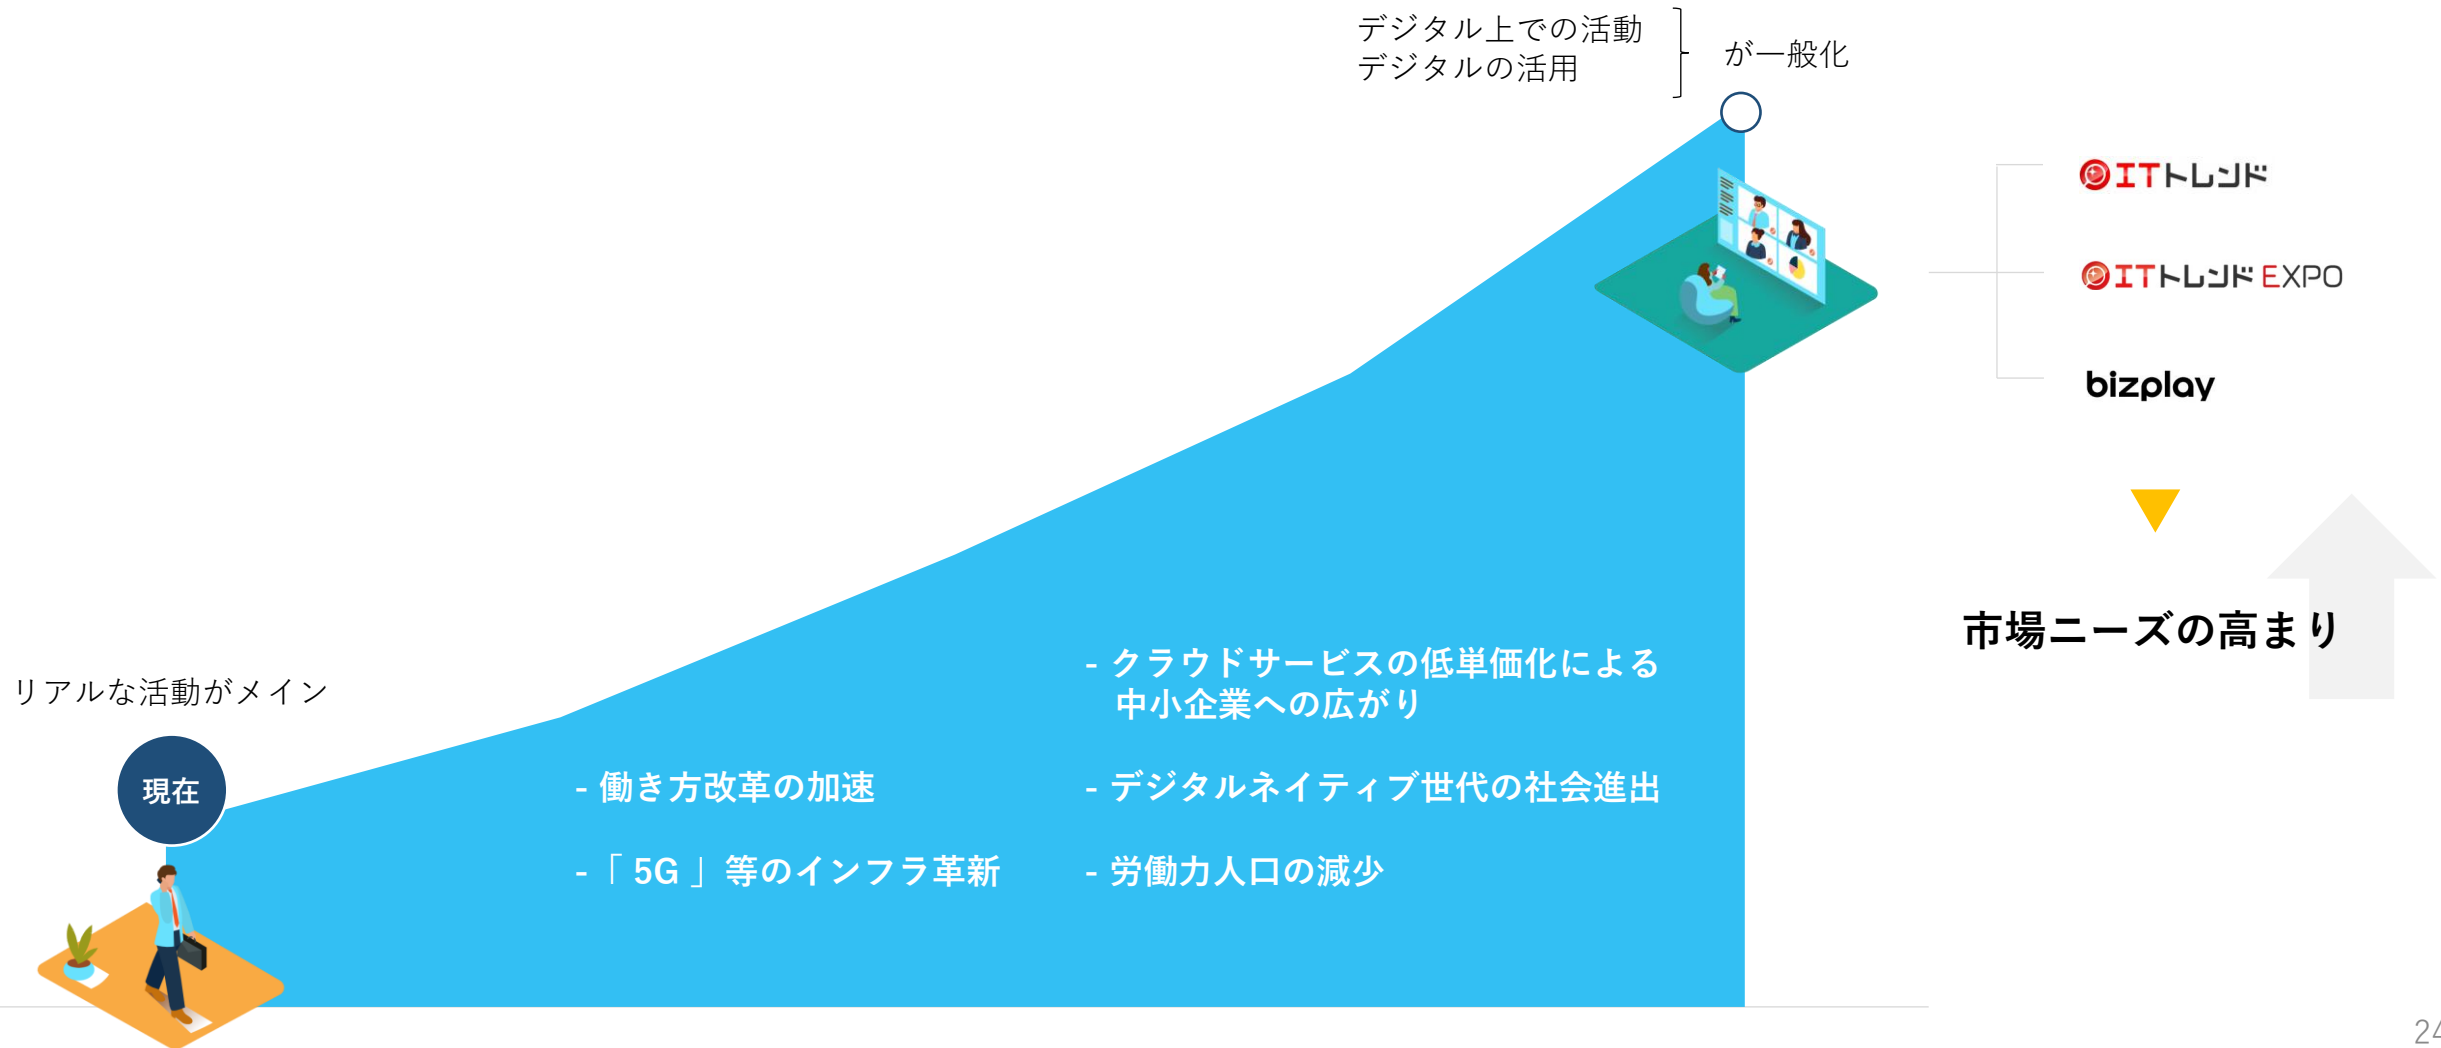 デジタル上での活動
デジタルの活用
が一般化
ITトレンド
ITトレンド EXPO
bizplay
市場ニーズの高まり
リアルな活動がメイン
現在
- 働き方改革の加速
-「 5G 」等のインフラ革新
- クラウドサービスの低単価化による
中小企業への広がり
- デジタルネイティブ世代の社会進出
- 労働力人口の減少
24